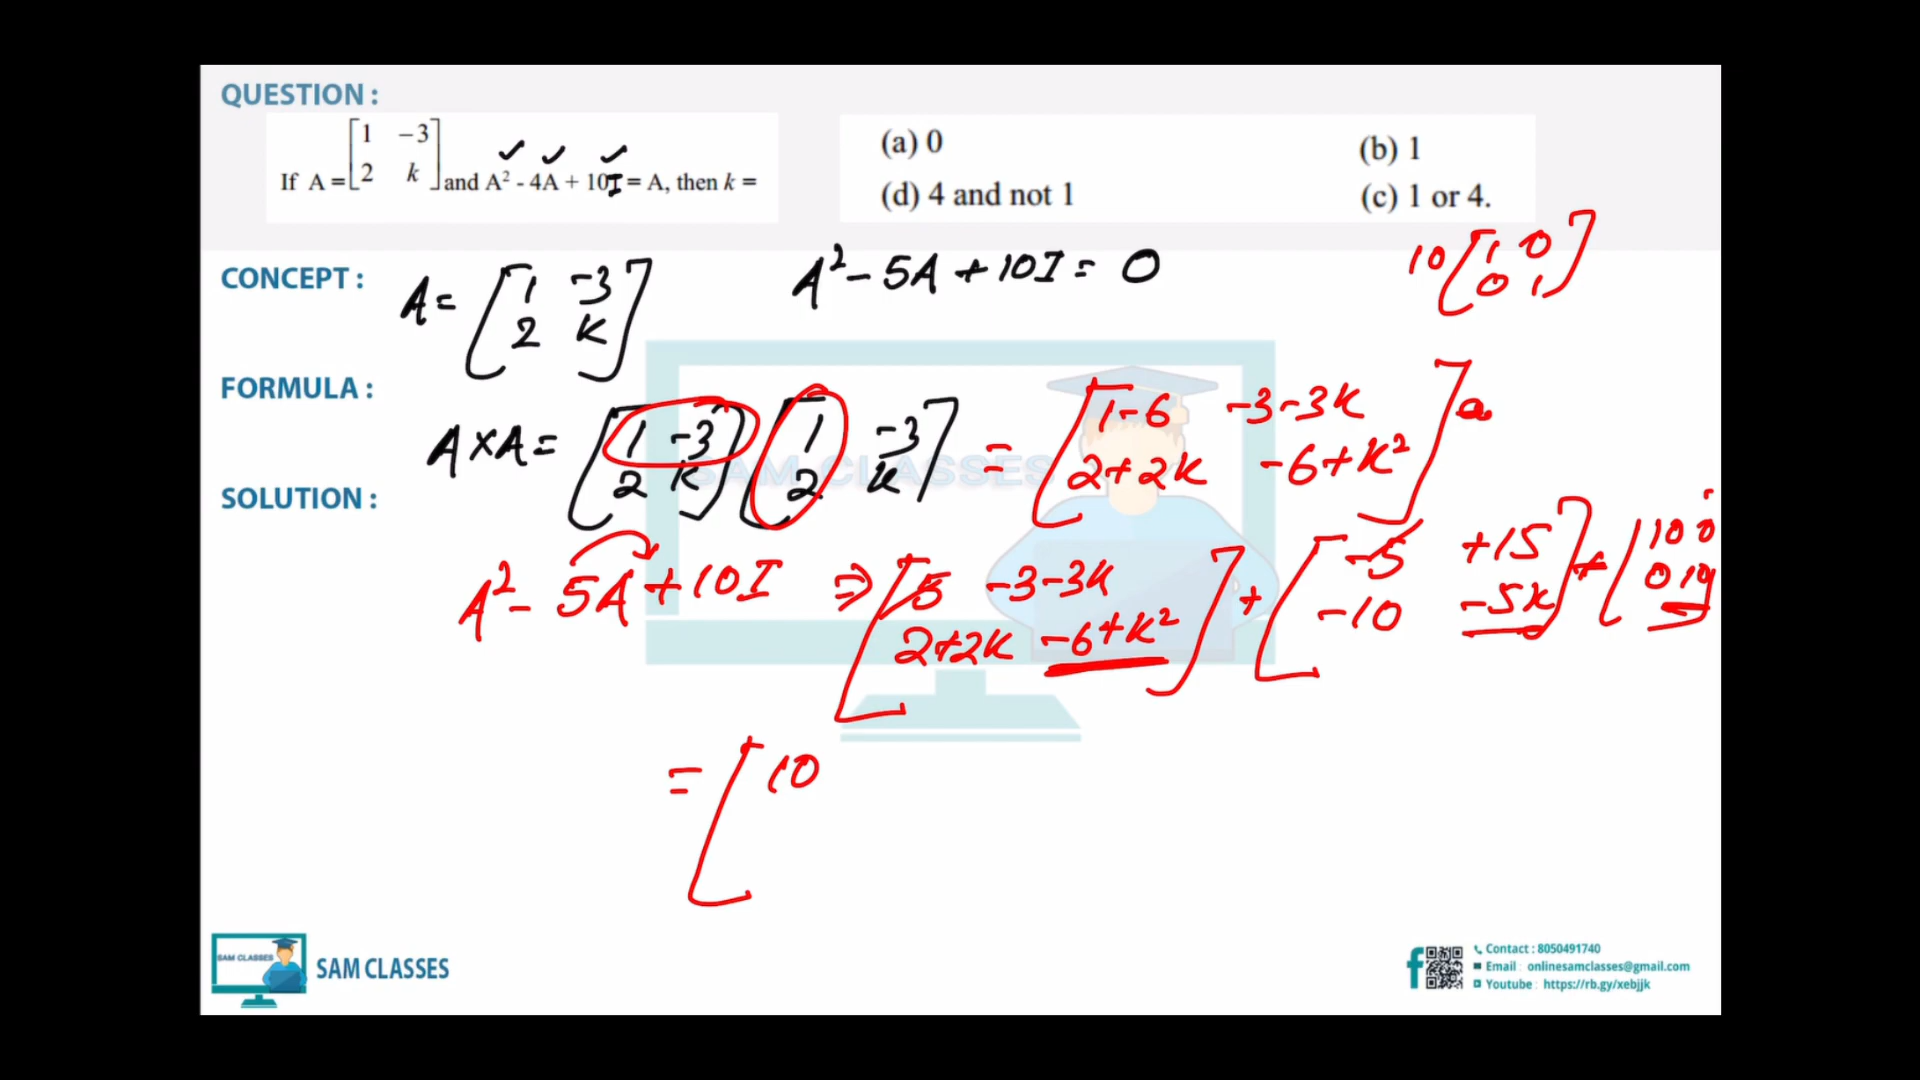 QUESTION :
If A = [1 -3
2 k] and A² - 4A + 10I = A, then k =
(a) 0
(b) 1
(d) 4 and not 1
(c) 1 or 4.
CONCEPT :
A = [1 -3
2 k]
A² - 5A + 10I = 0
10 [1 0
0 1]
FORMULA :
A × A = [1 -3
2 k] [1 -3
2 k] = [1-6 -3-3k
2+2k -6+k²]
SAM CLASSES
SOLUTION :
A² - 5A + 10I ⇒ [5 -3-3k
2+2k -6+k²] + [-5 +15
-10 -5k] + [10 0
0 10
= [10
SAM CLASSES
SAM CLASSES
Contact : 8050491740
Email : onlinesamclasses@gmail.com
Youtube : https://rb.gy/xebjjk